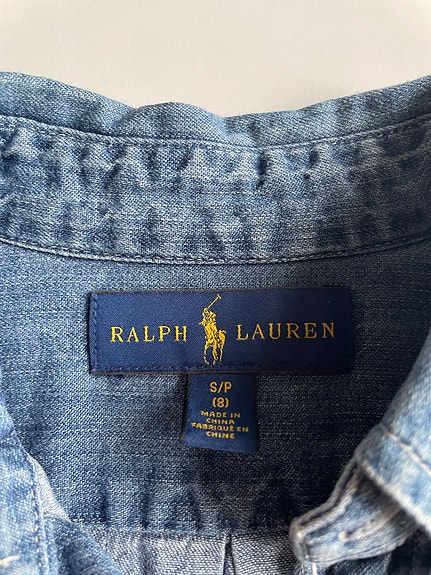 RALPH LAUREN
S/P
(8)
MADE IN
CHINA
FABRIQUÉ EN
CHINE